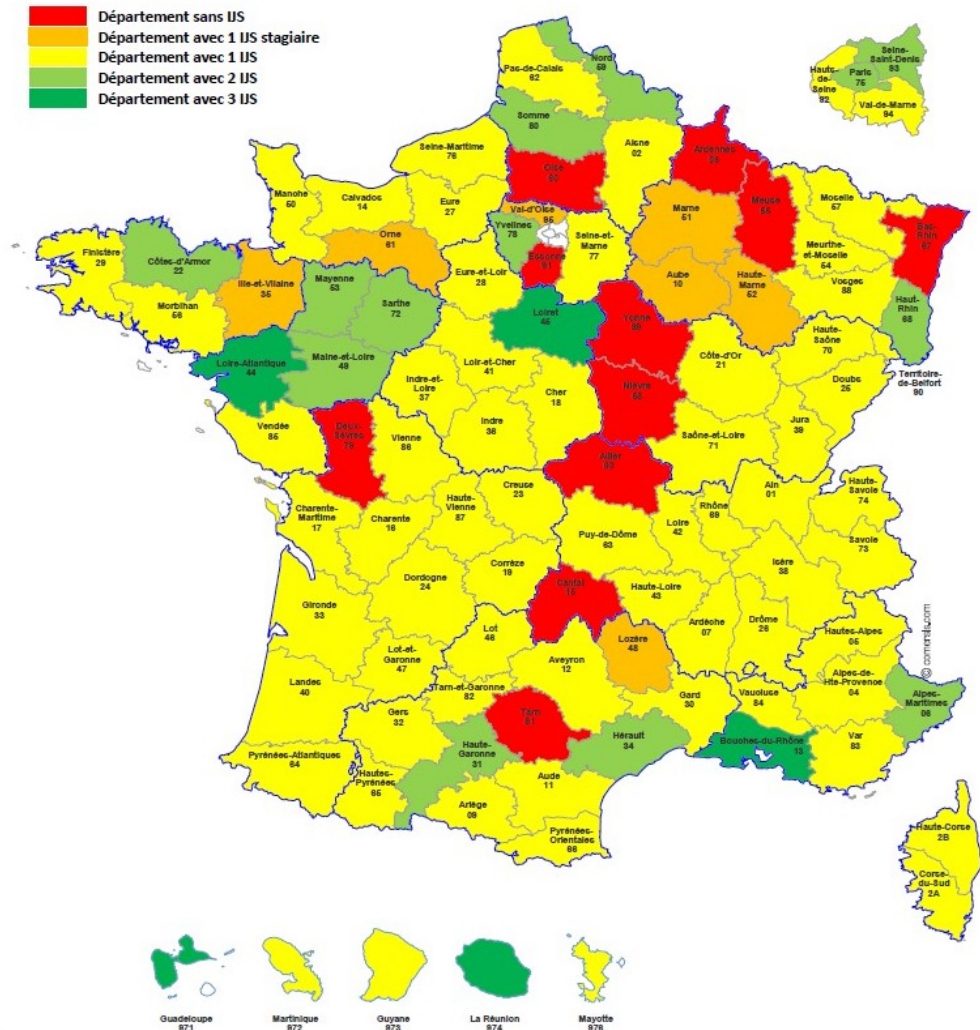 Département sans IJS
Département avec 1 IJS stagiaire
Département avec 1 IJS
Département avec 2 IJS
Département avec 3 IJS
Pas-de-Calais
62
Nord
59
Hauts-
de-
Seine
92
Paris
75
Seine-
Saint-Denis
93
Val-de-Marne
94
Somme
80
Seine-Maritime
76
Oise
60
Aisne
02
Ardennes
08
Manche
50
Calvados
14
Eure
27
Val-d'Oise
95
Marne
51
Meuse
55
Moselle
57
Bas-
Rhin
67
Finistère
29
Côtes-d'Armor
22
Orne
61
Yvelines
78
Essonne
91
Seine-et-
Marne
77
Meurthe-
et-Moselle
54
Ille-et-Vilaine
35
Mayenne
53
Sarthe
72
Eure-et-Loir
28
Aube
10
Haute-
Marne
52
Vosges
88
Haut-
Rhin
68
Morbihan
56
Loiret
45
Yonne
89
Haute-
Saône
70
Loire-Atlantique
44
Maine-et-Loire
49
Loir-et-Cher
41
Côte-d'Or
21
Territoire-
de-Belfort
90
Indre-et-
Loire
37
Cher
18
Nièvre
58
Doubs
25
Vendée
85
Deux-
Sèvres
79
Vienne
86
Indre
36
Saône-et-Loire
71
Jura
39
Allier
03
Charente-
Maritime
17
Charente
16
Haute-
Vienne
87
Creuse
23
Puy-de-Dôme
63
Loire
42
Rhône
69
Ain
01
Haute-
Savoie
74
Savoie
73
Corrèze
19
Dordogne
24
Cantal
15
Haute-Loire
43
Isère
38
Gironde
33
Lot
46
Lozère
48
Ardèche
07
Drôme
26
Hautes-Alpes
05
© comersis.com
Lot-et
-Garonne
47
Aveyron
12
Alpes-de-
Hte-Provence
04
Landes
40
Tarn-et-Garonne
82
Gard
30
Vaucluse
84
Alpes-
Maritimes
06
Gers
32
Tarn
81
Hérault
34
Bouches-du-Rhône
13
Var
83
Pyrénées-Atlantiques
64
Haute-
Garonne
31
Hautes-
Pyrénées
65
Aude
11
Ariège
09
Pyrénées-
Orientales
66
Haute-Corse
2B
Corse-
du-Sud
2A
Guadeloupe
971
Martinique
972
Guyane
973
La Réunion
974
Mayotte
976